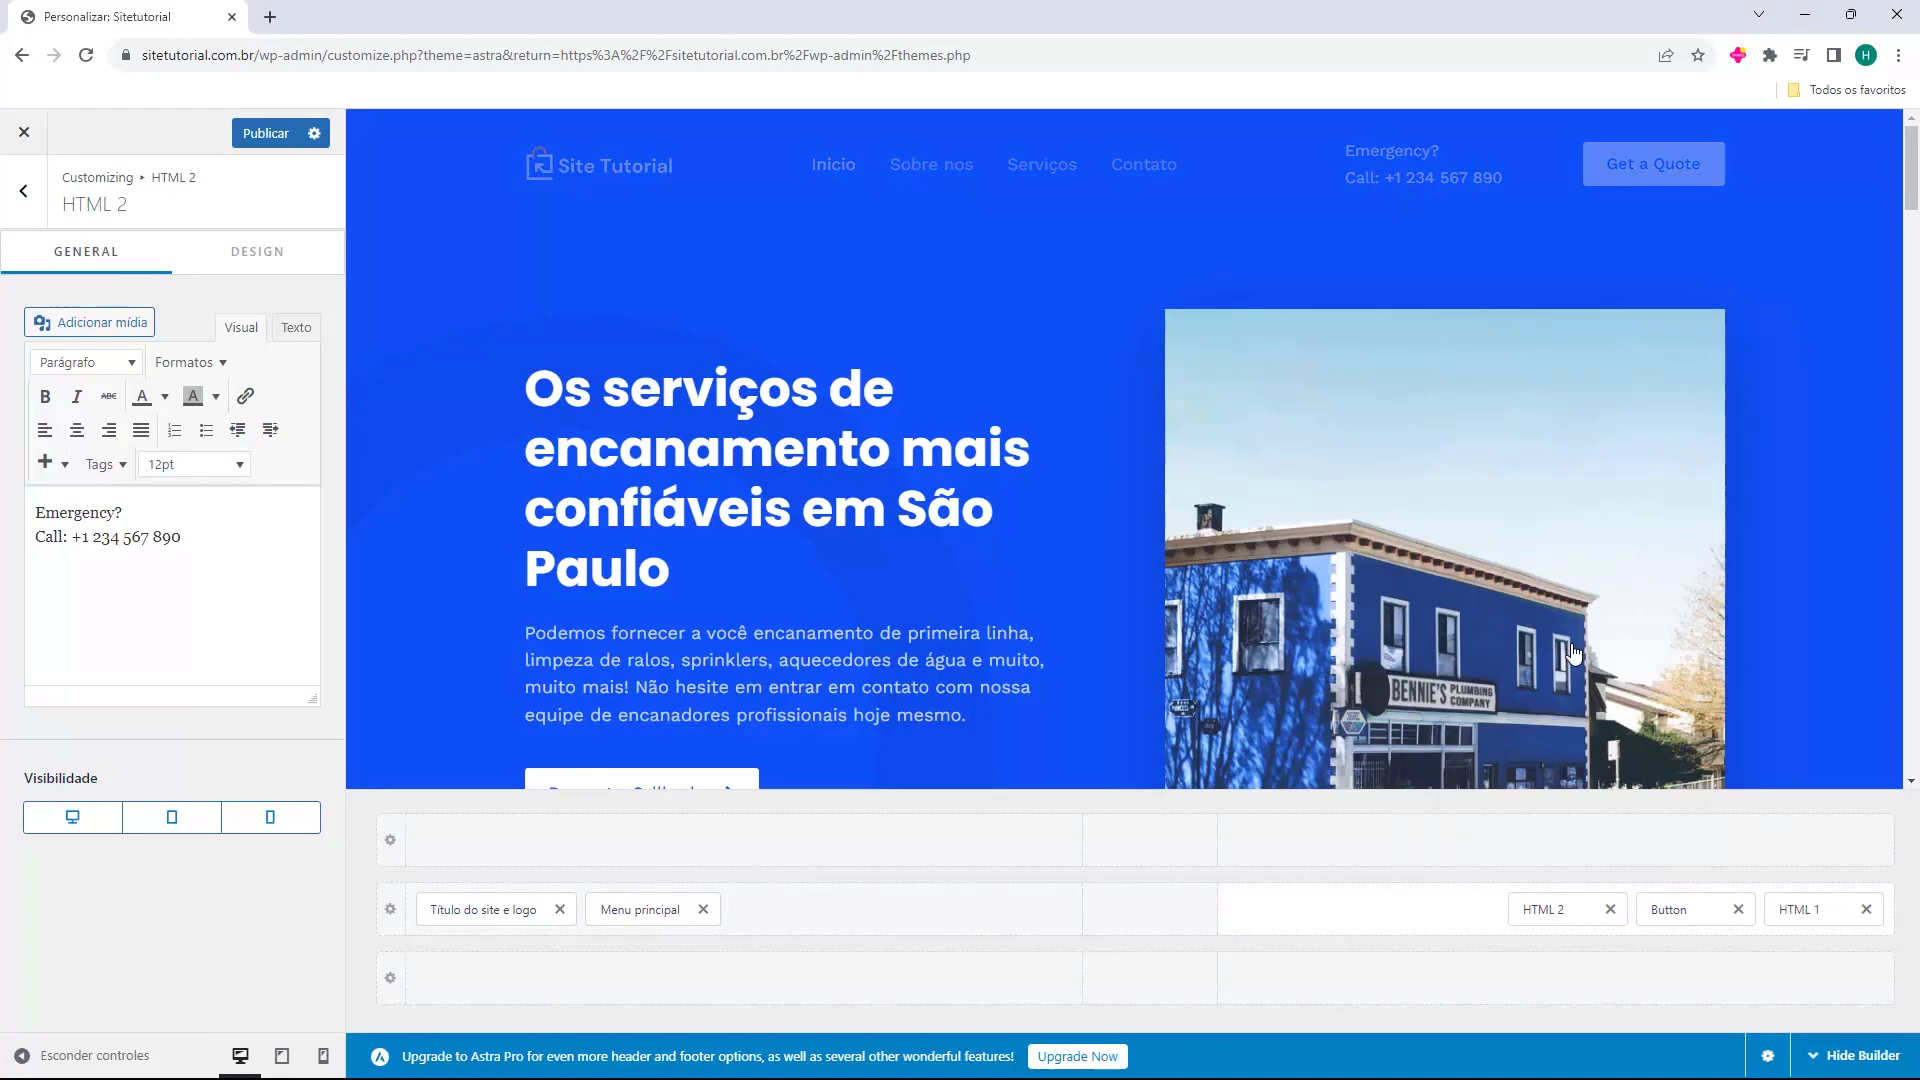 Personalizar: Sitetutorial
sitetutorial.com.br/wp-admin/customize.php?theme=astra&return=https%3A%2F%2Fsitetutorial.com.br%2Fwp-admin%2Fthemes.php
H
Todos os favoritos
Publicar
Customizing ▸ HTML 2
HTML 2
GENERAL
DESIGN
Adicionar mídia
Visual
Texto
Parágrafo
Formatos
B I ABC A A
Tags
12pt
Emergency?
Call: +1 234 567 890
Visibilidade
Esconder controles
Site Tutorial
Inicio
Sobre nos
Serviços
Contato
Emergency?
Call: +1 234 567 890
Get a Quote
Os serviços de
encanamento mais
confiáveis em São
Paulo
Podemos fornecer a você encanamento de primeira linha,
limpeza de ralos, sprinklers, aquecedores de água e muito,
muito mais! Não hesite em entrar em contato com nossa
equipe de encanadores profissionais hoje mesmo.
BENNIE'S PLUMBING
COMPANY
Título do site e logo
Menu principal
HTML 2
Button
HTML 1
Upgrade to Astra Pro for even more header and footer options, as well as several other wonderful features!
Upgrade Now
Hide Builder